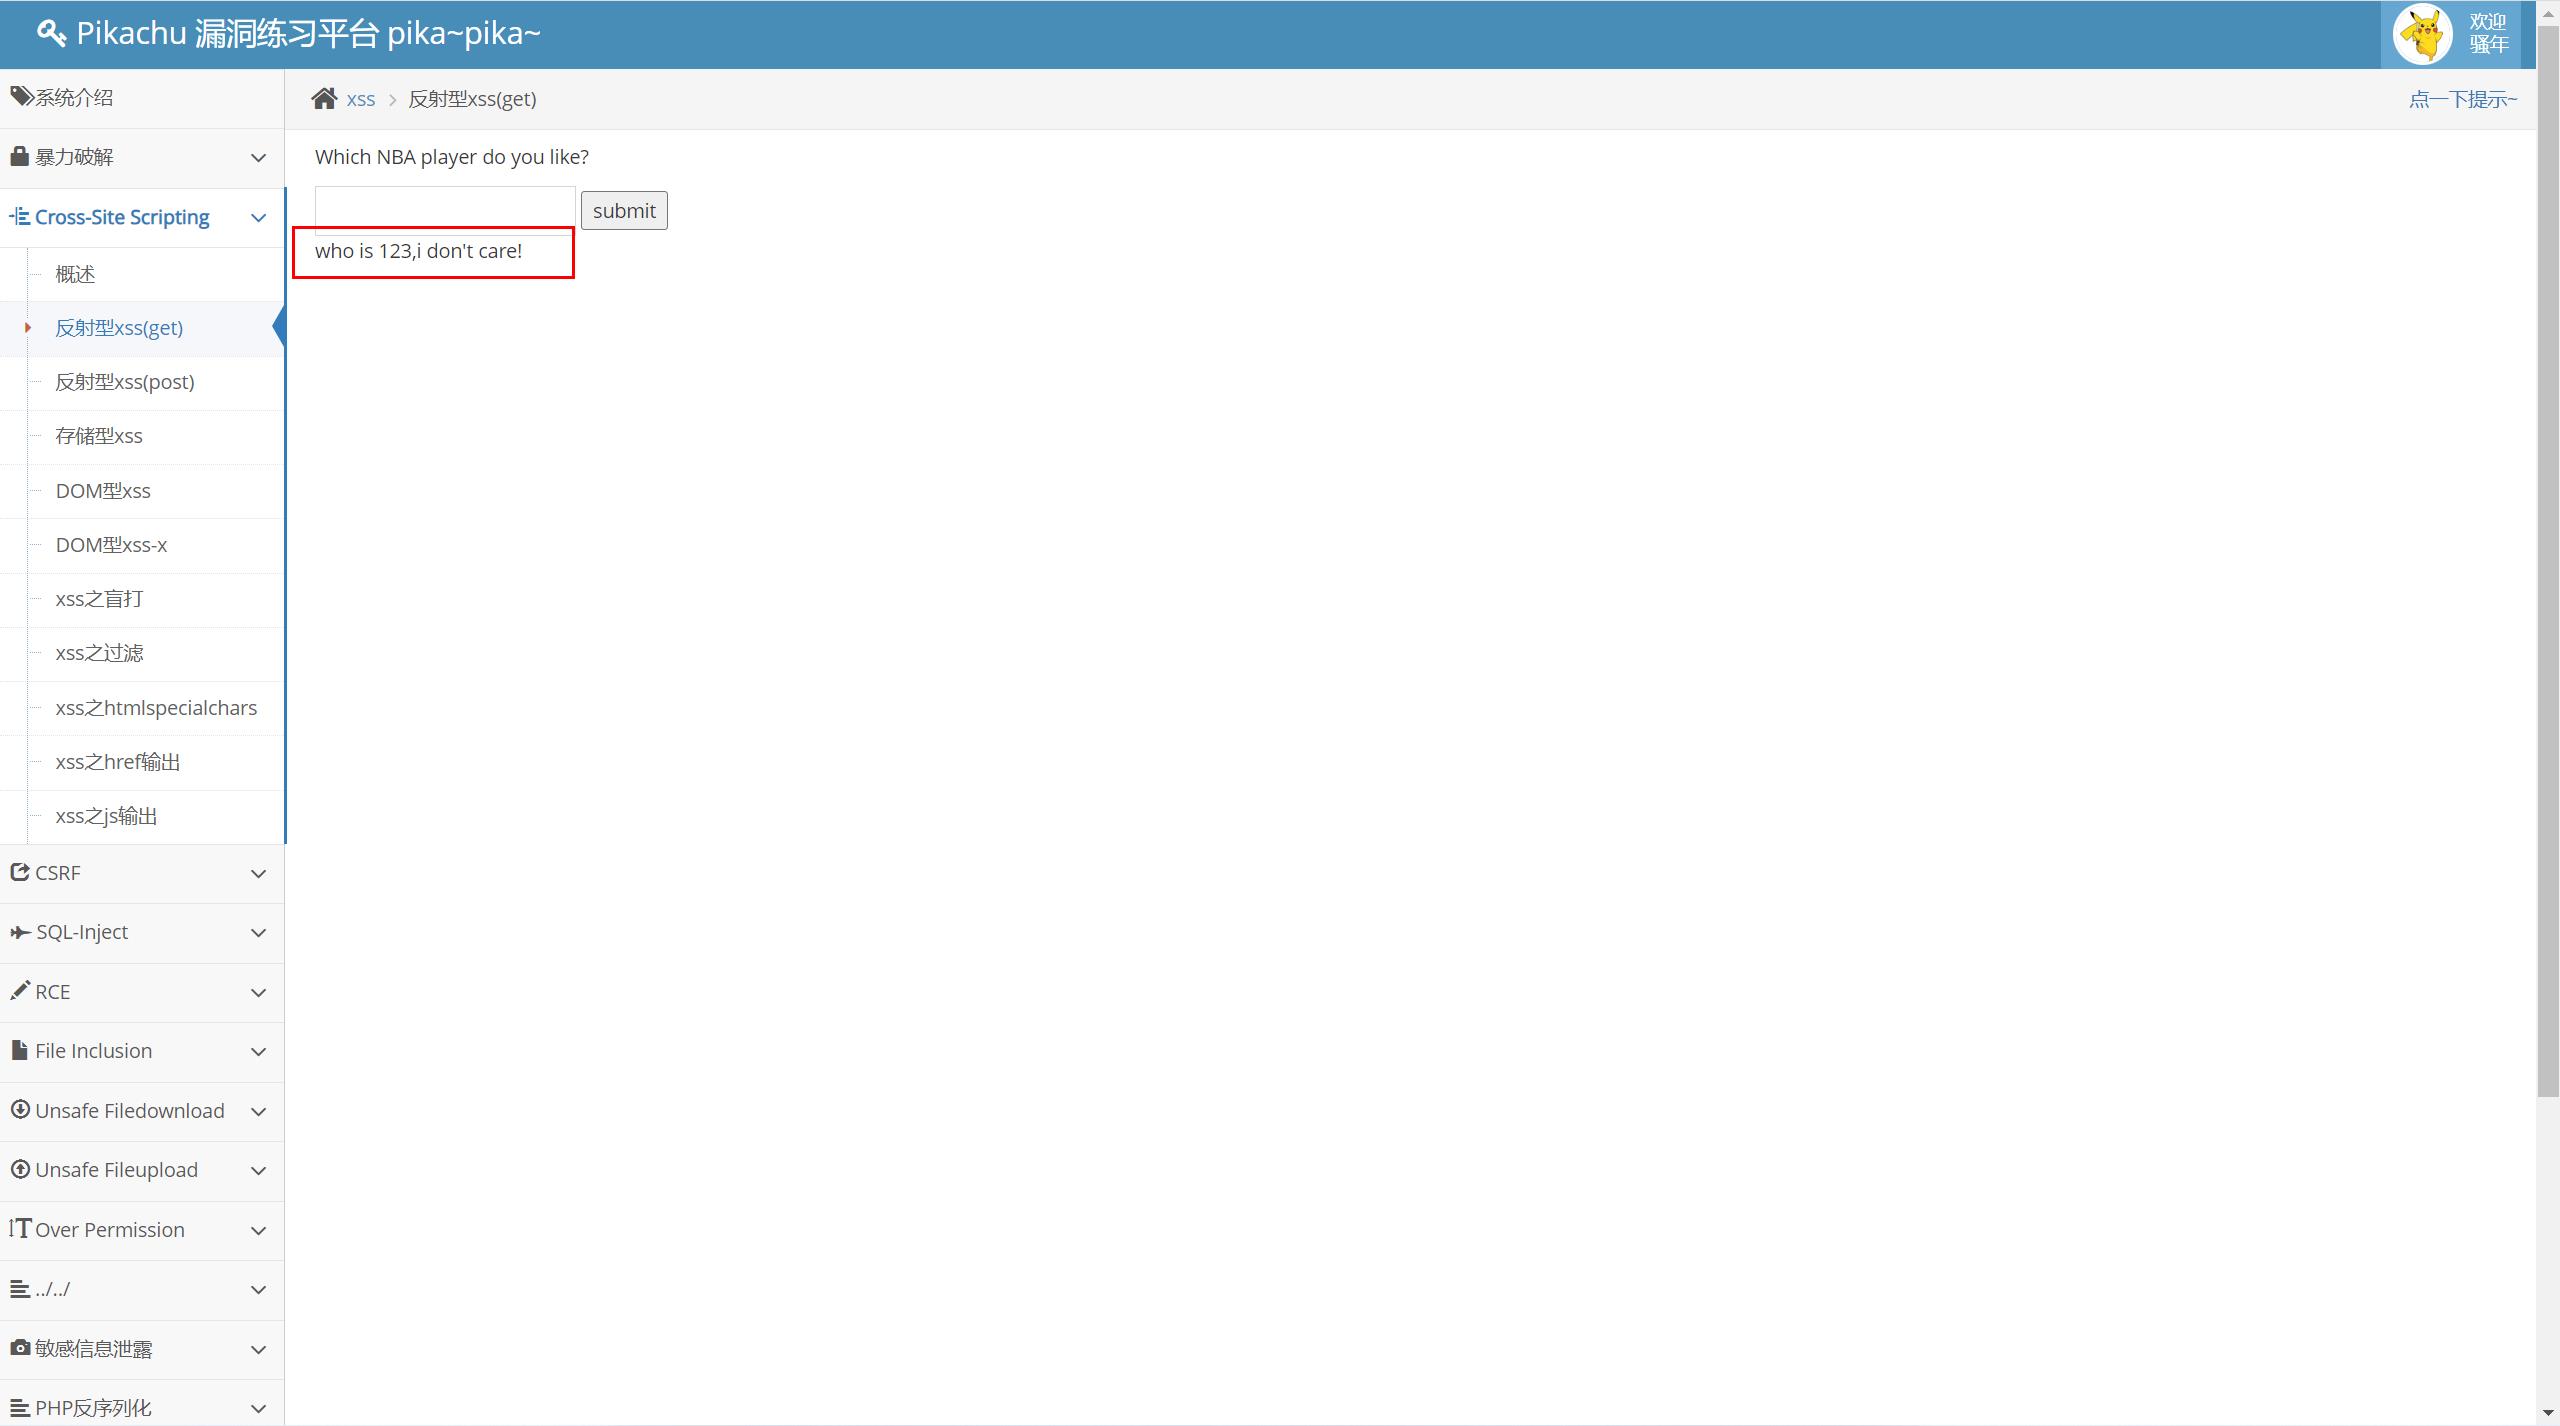 Pikachu 漏洞练习平台 pika~pika~
欢迎
骚年
系统介绍
暴力破解
Cross-Site Scripting
概述
反射型xss(get)
反射型xss(post)
存储型xss
DOM型xss
DOM型xss-x
xss之盲打
xss之过滤
xss之htmlspecialchars
xss之href输出
xss之js输出
CSRF
SQL-Inject
RCE
File Inclusion
Unsafe Filedownload
Unsafe Fileupload
Over Permission
../../
敏感信息泄露
PHP反序列化
xss > 反射型xss(get)
点一下提示~
Which NBA player do you like?
submit
who is 123,i don't care!